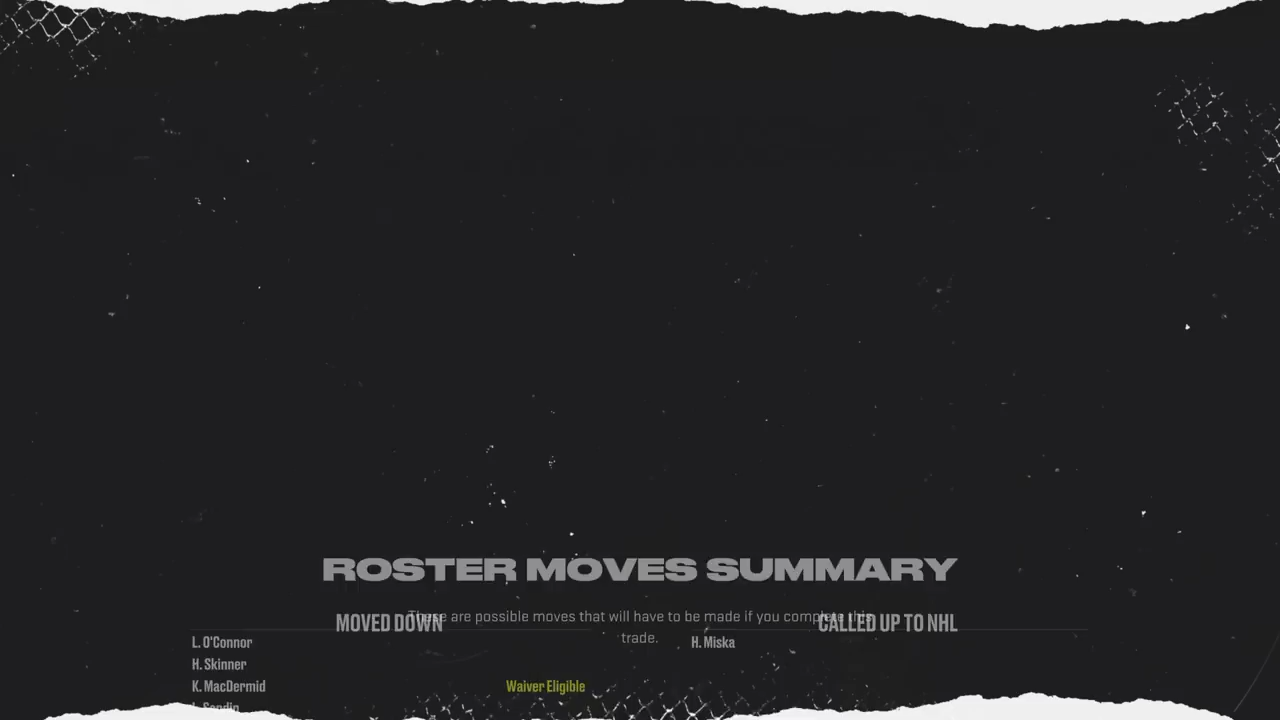 ROSTER MOVES SUMMARY
These are possible moves that will have to be made if you complete this
trade.
MOVED DOWN
CALLED UP TO NHL
L. O'Connor
H. Miska
H. Skinner
K. MacDermid
Waiver Eligible